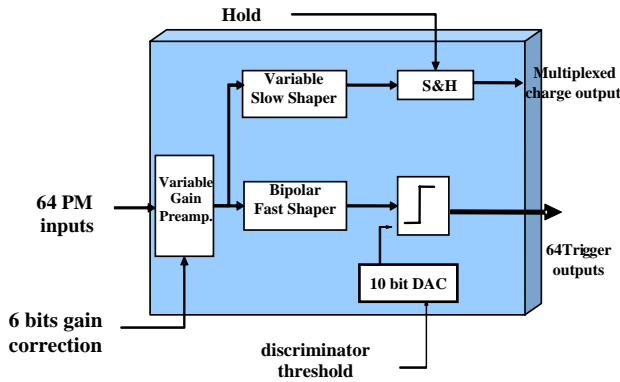 Hold
Variable
Slow Shaper
S&H
Multiplexed
charge output
64 PM
inputs
Variable
Gain
Preamp.
Bipolar
Fast Shaper
64Trigger
outputs
10 bit DAC
6 bits gain
correction
discriminator
threshold